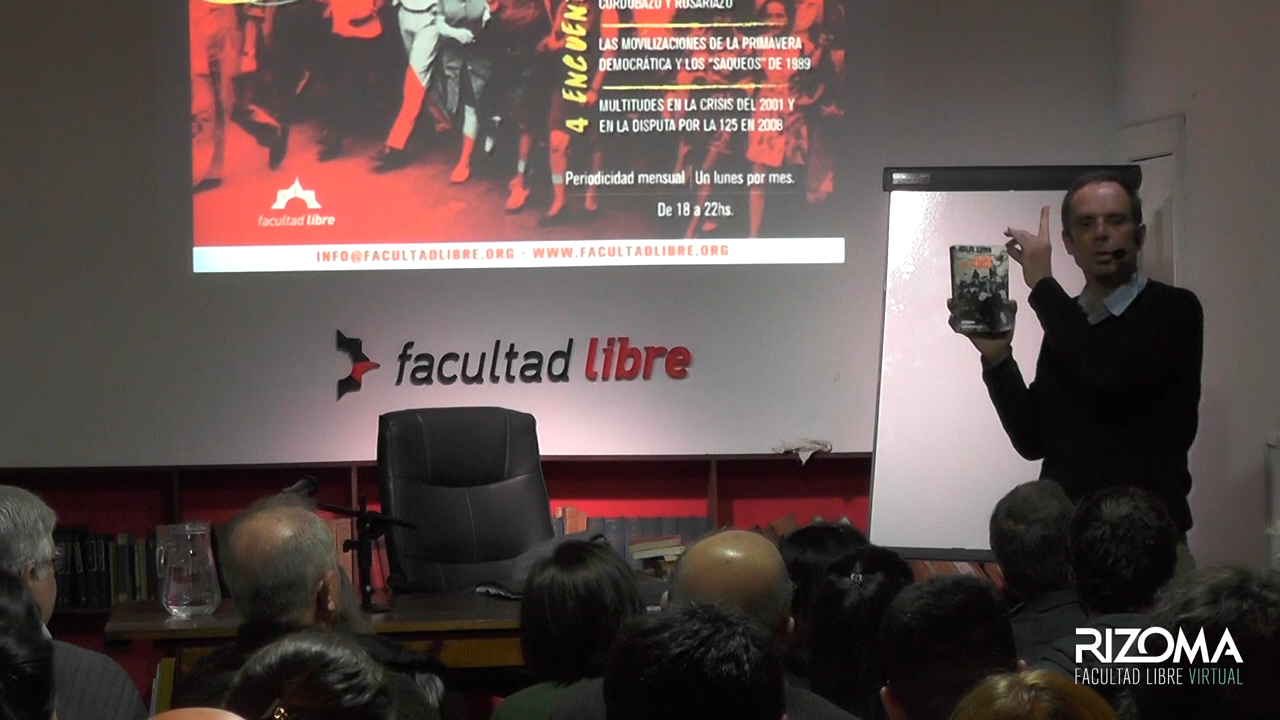 CORDOBAZO Y ROSARIAZO
4 ENCUENT
LAS MOVILIZACIONES DE LA PRIMAVERA
DEMOCRÁTICA Y LOS "SAQUEOS" DE 1989
MULTITUDES EN LA CRISIS DEL 2001 Y
EN LA DISPUTA POR LA 125 EN 2008
Periodicidad mensual | Un lunes por mes.
De 18 a 22hs.
facultad libre
INFO@FACULTADLIBRE.ORG · WWW.FACULTADLIBRE.ORG
facultad libre
RIZOMA
FACULTAD LIBRE VIRTUAL